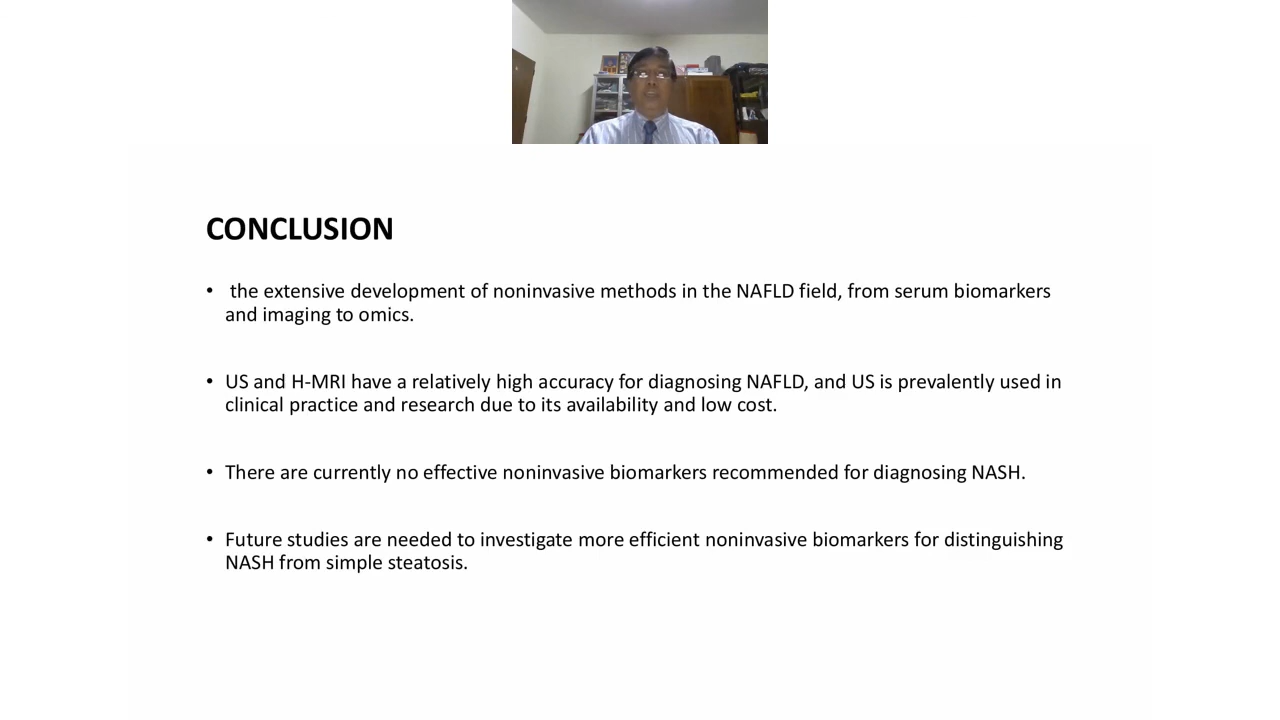 CONCLUSION
• the extensive development of noninvasive methods in the NAFLD field, from serum biomarkers
and imaging to omics.
• US and H-MRI have a relatively high accuracy for diagnosing NAFLD, and US is prevalently used in
clinical practice and research due to its availability and low cost.
• There are currently no effective noninvasive biomarkers recommended for diagnosing NASH.
• Future studies are needed to investigate more efficient noninvasive biomarkers for distinguishing
NASH from simple steatosis.